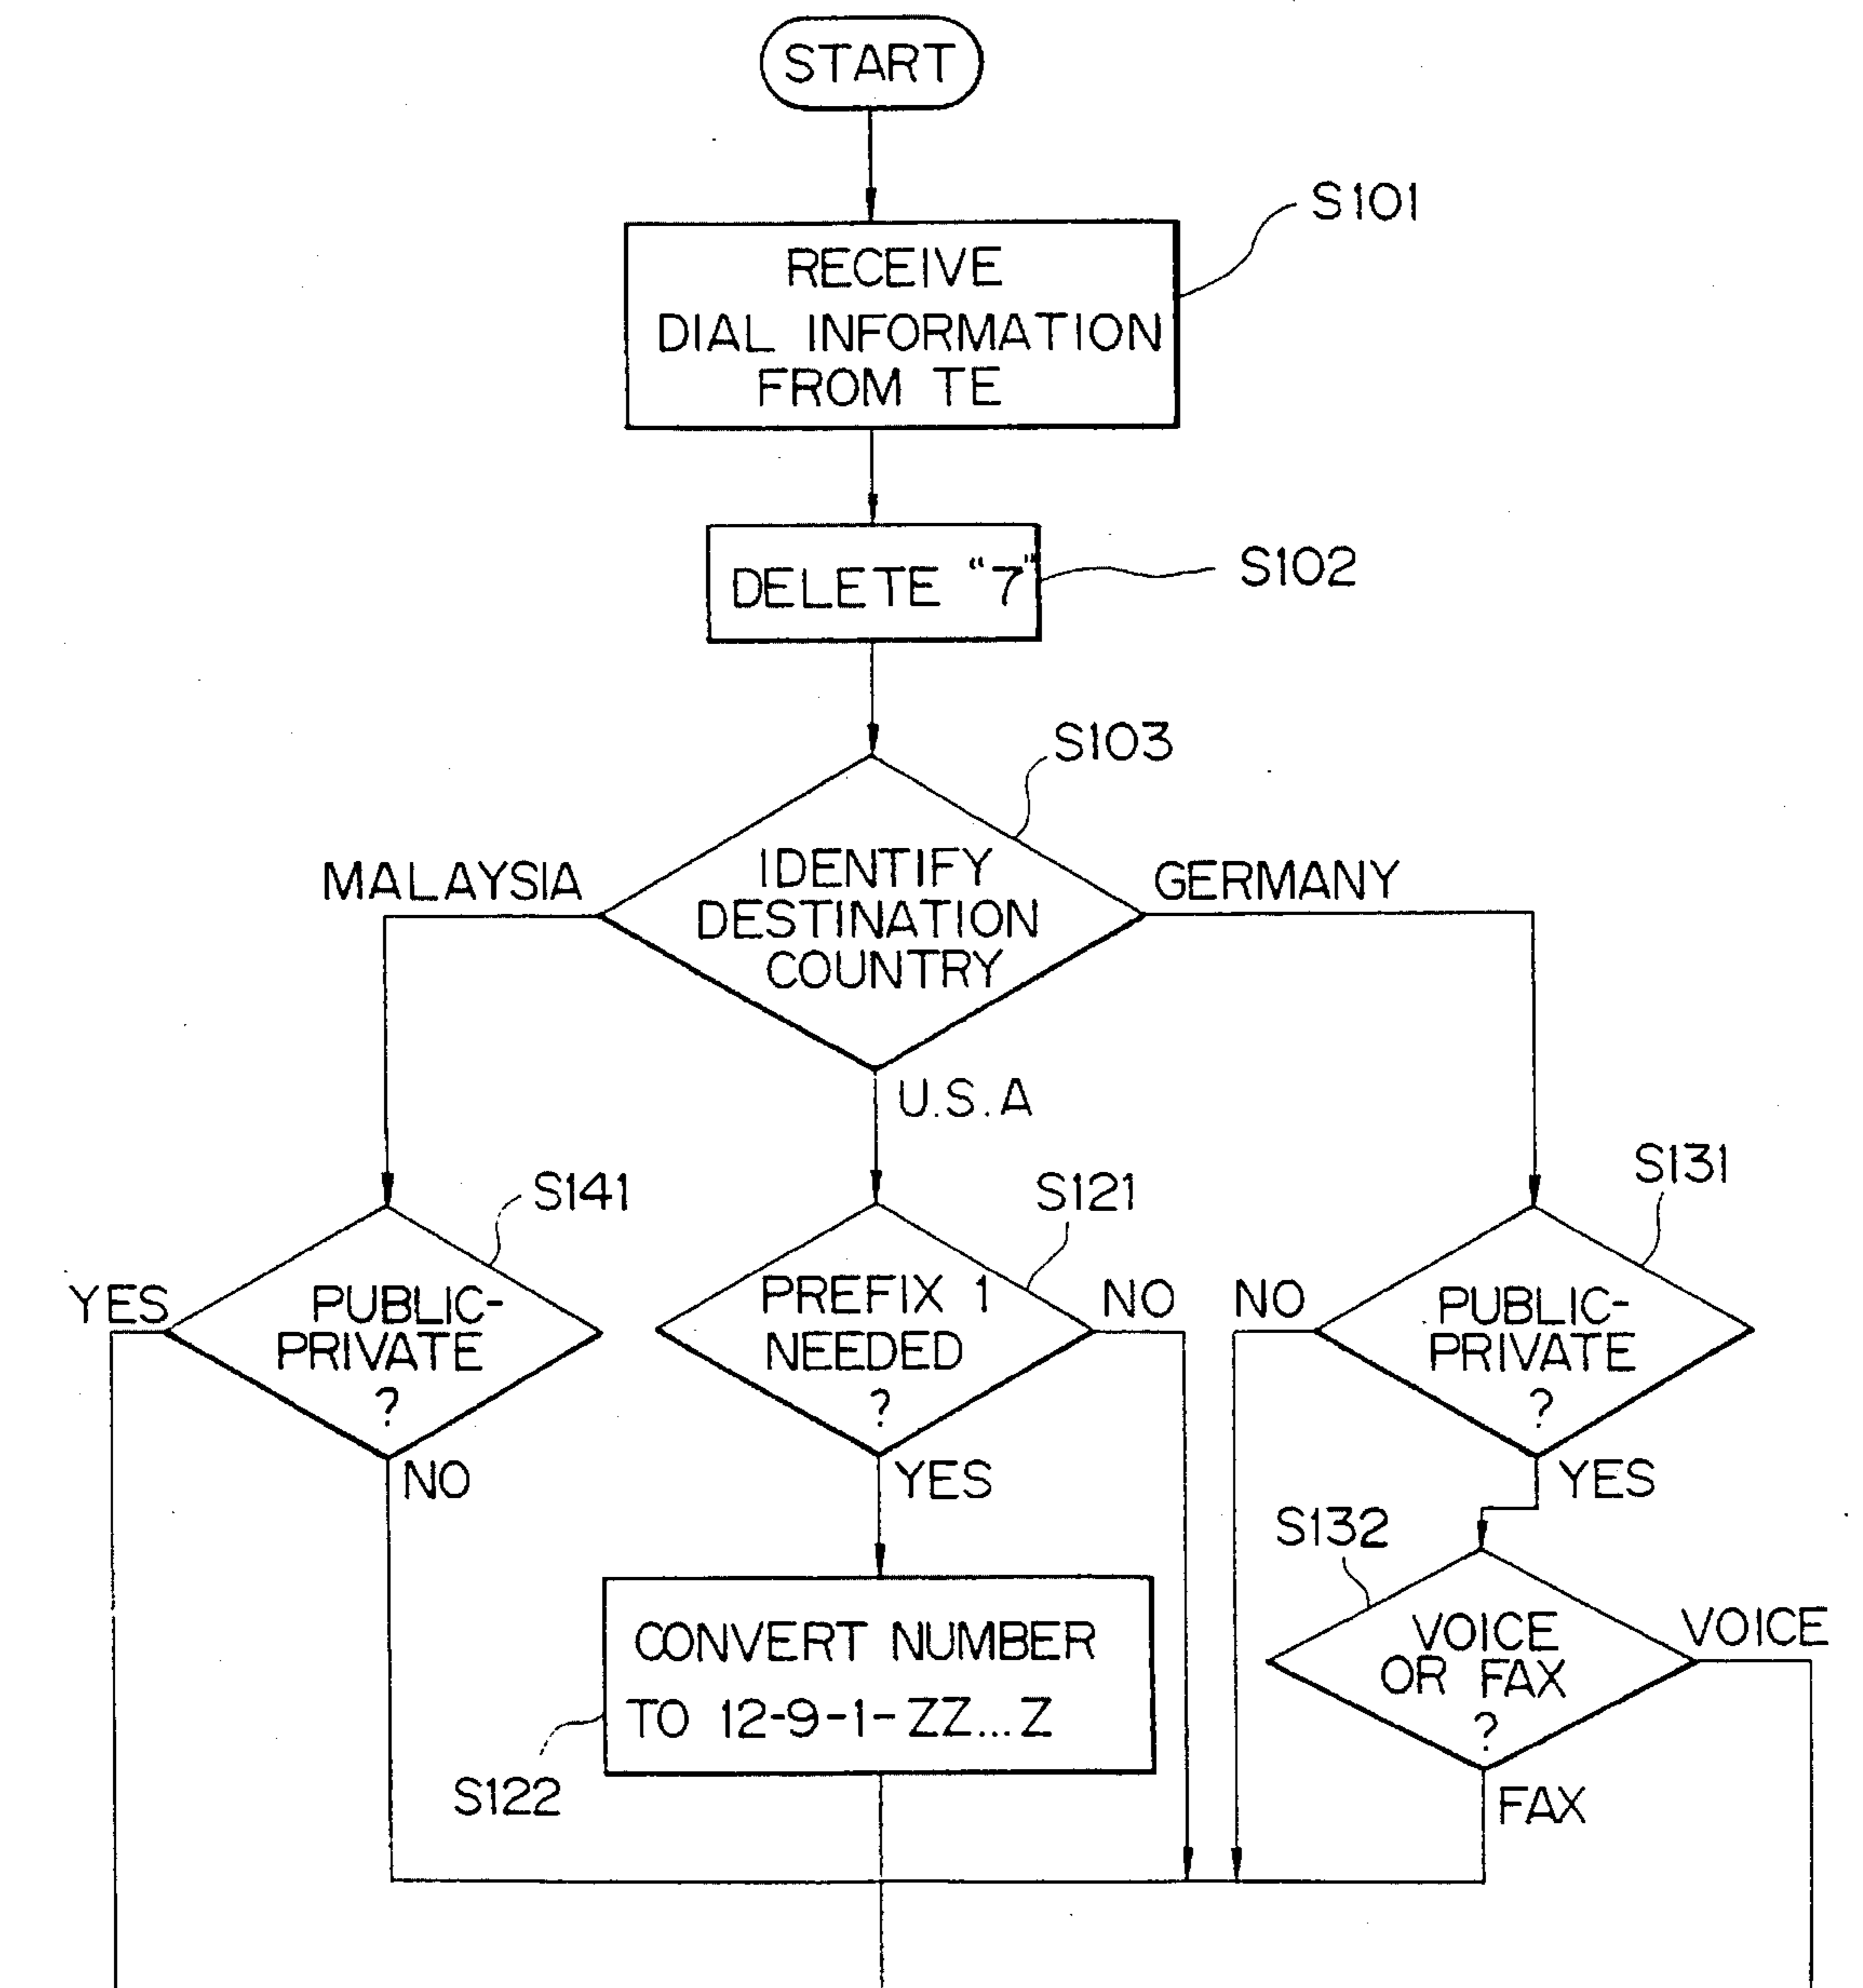 START
S101
RECEIVE
DIAL INFORMATION
FROM TE
S102
DELETE "7"
S103
MALAYSIA
IDENTIFY
DESTINATION
COUNTRY
GERMANY
U.S.A
S141
S121
S131
YES
PUBLIC-
PRIVATE
?
NO
PREFIX 1
NEEDED
?
NO
YES
NO
PUBLIC-
PRIVATE
?
YES
S132
CONVERT NUMBER
TO 12-9-1-ZZ...Z
S122
VOICE
OR FAX
?
VOICE
FAX